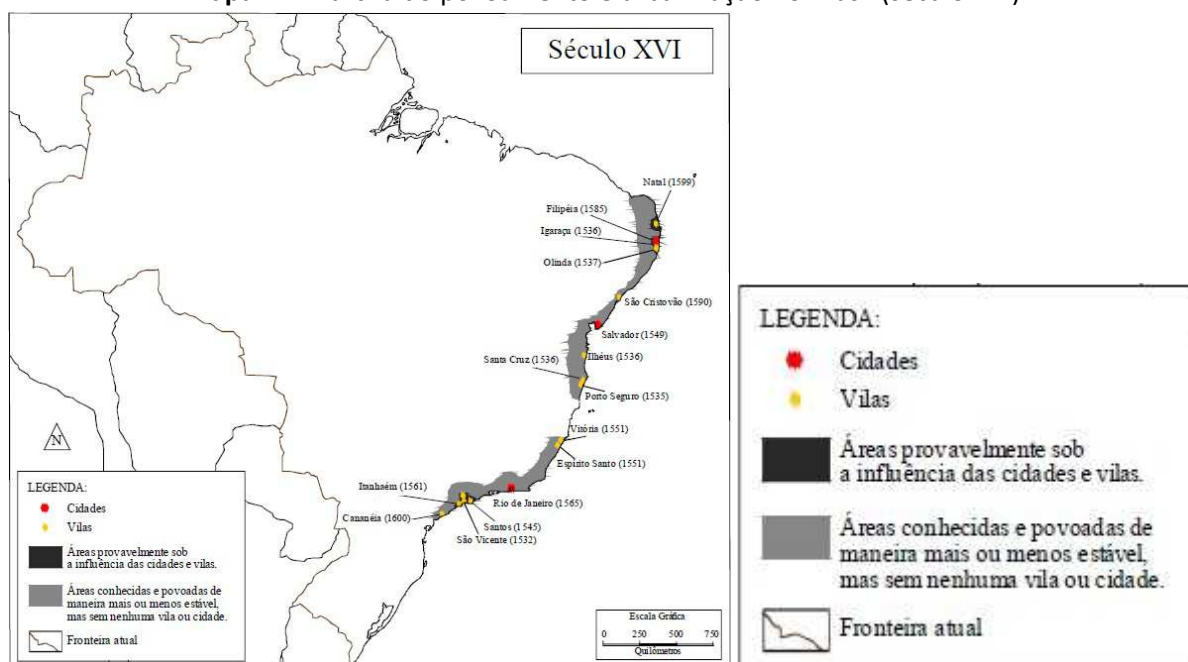 Século XVI
Natal (1599)
Filipéia (1585)
Igaraçu (1536)
Olinda (1537)
São Cristovão (1590)
Salvador (1549)
Ilhéus (1536)
Santa Cruz (1536)
Porto Seguro (1535)
Vitória (1551)
Espírito Santo (1551)
Itanhaém (1561)
Rio de Janeiro (1565)
Cananéia (1600)
Santos (1545)
São Vicente (1532)
N
LEGENDA:
Cidades
Vilas
Áreas provavelmente sob
a influência das cidades e vilas.
Áreas conhecidas e povoadas de
maneira mais ou menos estável,
mas sem nenhuma vila ou cidade.
Fronteira atual
Escala Gráfica
0 250 500 750
Quilômetros
LEGENDA:
Cidades
Vilas
Áreas provavelmente sob
a influência das cidades e vilas.
Áreas conhecidas e povoadas de
maneira mais ou menos estável,
mas sem nenhuma vila ou cidade.
Fronteira atual